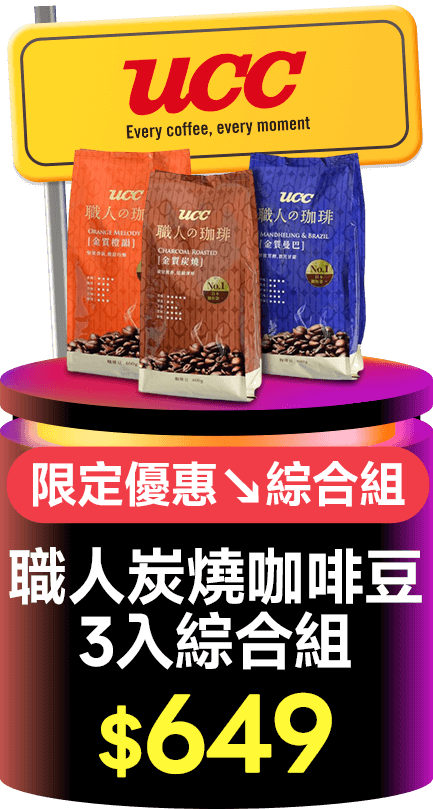 ucc
Every coffee, every moment
ucc
職人の珈
ORANGE MELODY
[金質橙韻]
ucc
職人の珈琲
CHARCOAL ROASTED
[金質炭燒]
No.1
ucc
職人の珈琲
MANDHELING & BRAZIL
[金質曼巴]
No.1
限定優惠↘綜合組
職人炭燒咖啡豆
3入綜合組
$649